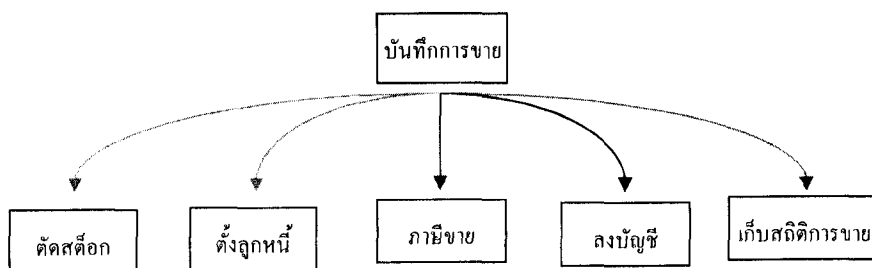 บันทึกการขาย
ตัดสต็อก
ตั้งลูกหนี้
ภาษีขาย
ลงบัญชี
เก็บสถิติการขาย